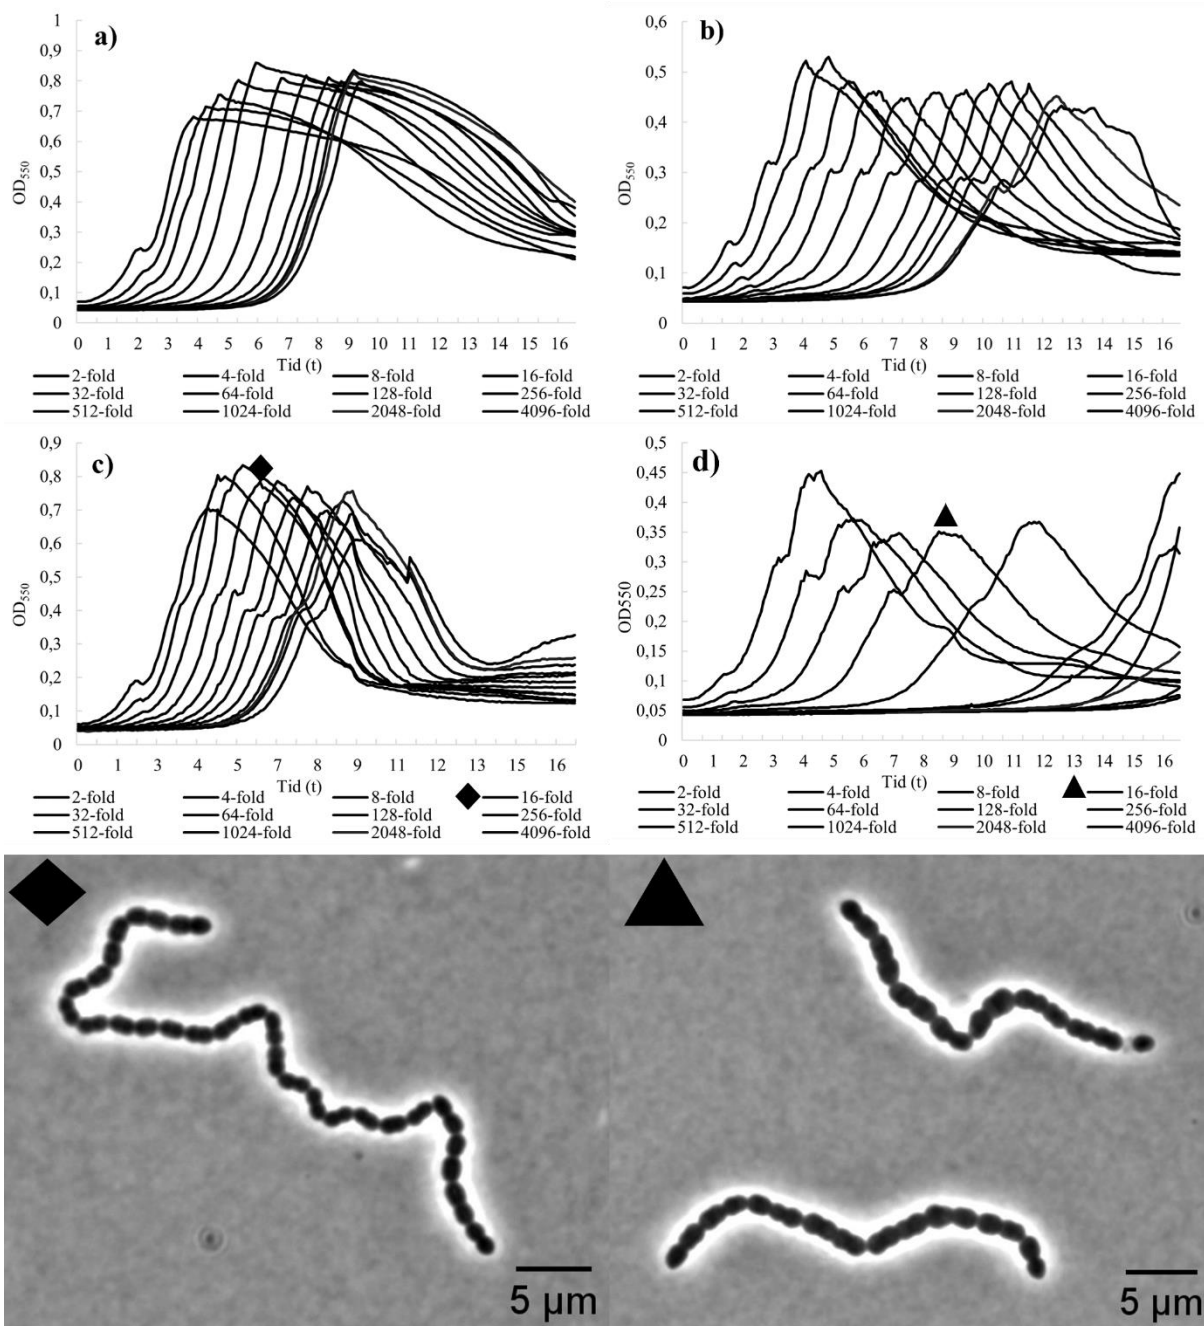 a)
1
0,9
0,8
0,7
0,6
0,5
0,4
0,3
0,2
0,1
0
OD550
0 1 2 3 4 5 6 7 8 9 10 11 12 13 14 15 16
Tid (t)
2-fold 4-fold 8-fold 16-fold
32-fold 64-fold 128-fold 256-fold
512-fold 1024-fold 2048-fold 4096-fold
b)
0,6
0,5
0,4
0,3
0,2
0,1
0
OD550
0 1 2 3 4 5 6 7 8 9 10 11 12 13 14 15 16
Tid (t)
2-fold 4-fold 8-fold 16-fold
32-fold 64-fold 128-fold 256-fold
512-fold 1024-fold 2048-fold 4096-fold
c)
0,9
0,8
0,7
0,6
0,5
0,4
0,3
0,2
0,1
0
OD550
0 1 2 4 5 6 7 8 9 11 12 13 14 16
Tid (t)
2-fold 4-fold 8-fold 16-fold
32-fold 64-fold 128-fold 256-fold
512-fold 1024-fold 2048-fold 4096-fold
d)
0,5
0,45
0,4
0,35
0,3
0,25
0,2
0,15
0,1
0,05
0
OD550
0 1 2 4 5 6 7 8 9 10 12 13 14 15 16
Tid (t)
2-fold 4-fold 8-fold 16-fold
32-fold 64-fold 128-fold 256-fold
512-fold 1024-fold 2048-fold 4096-fold
5 µm
5 µm